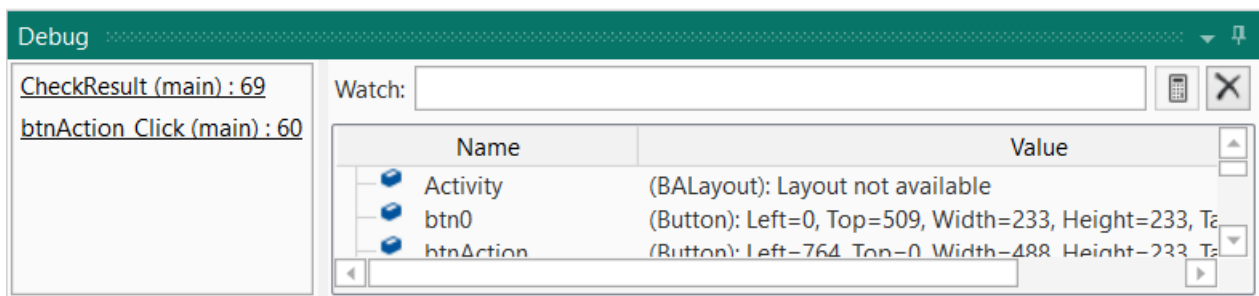 Debug
CheckResult (main) : 69
btnAction_Click (main) : 60
Watch:
Name Value
Activity (BALayout): Layout not available
btn0 (Button): Left=0, Top=509, Width=233, Height=233, Ta
btnAction (Button): Left=764, Top=0, Width=488, Height=233, Ta